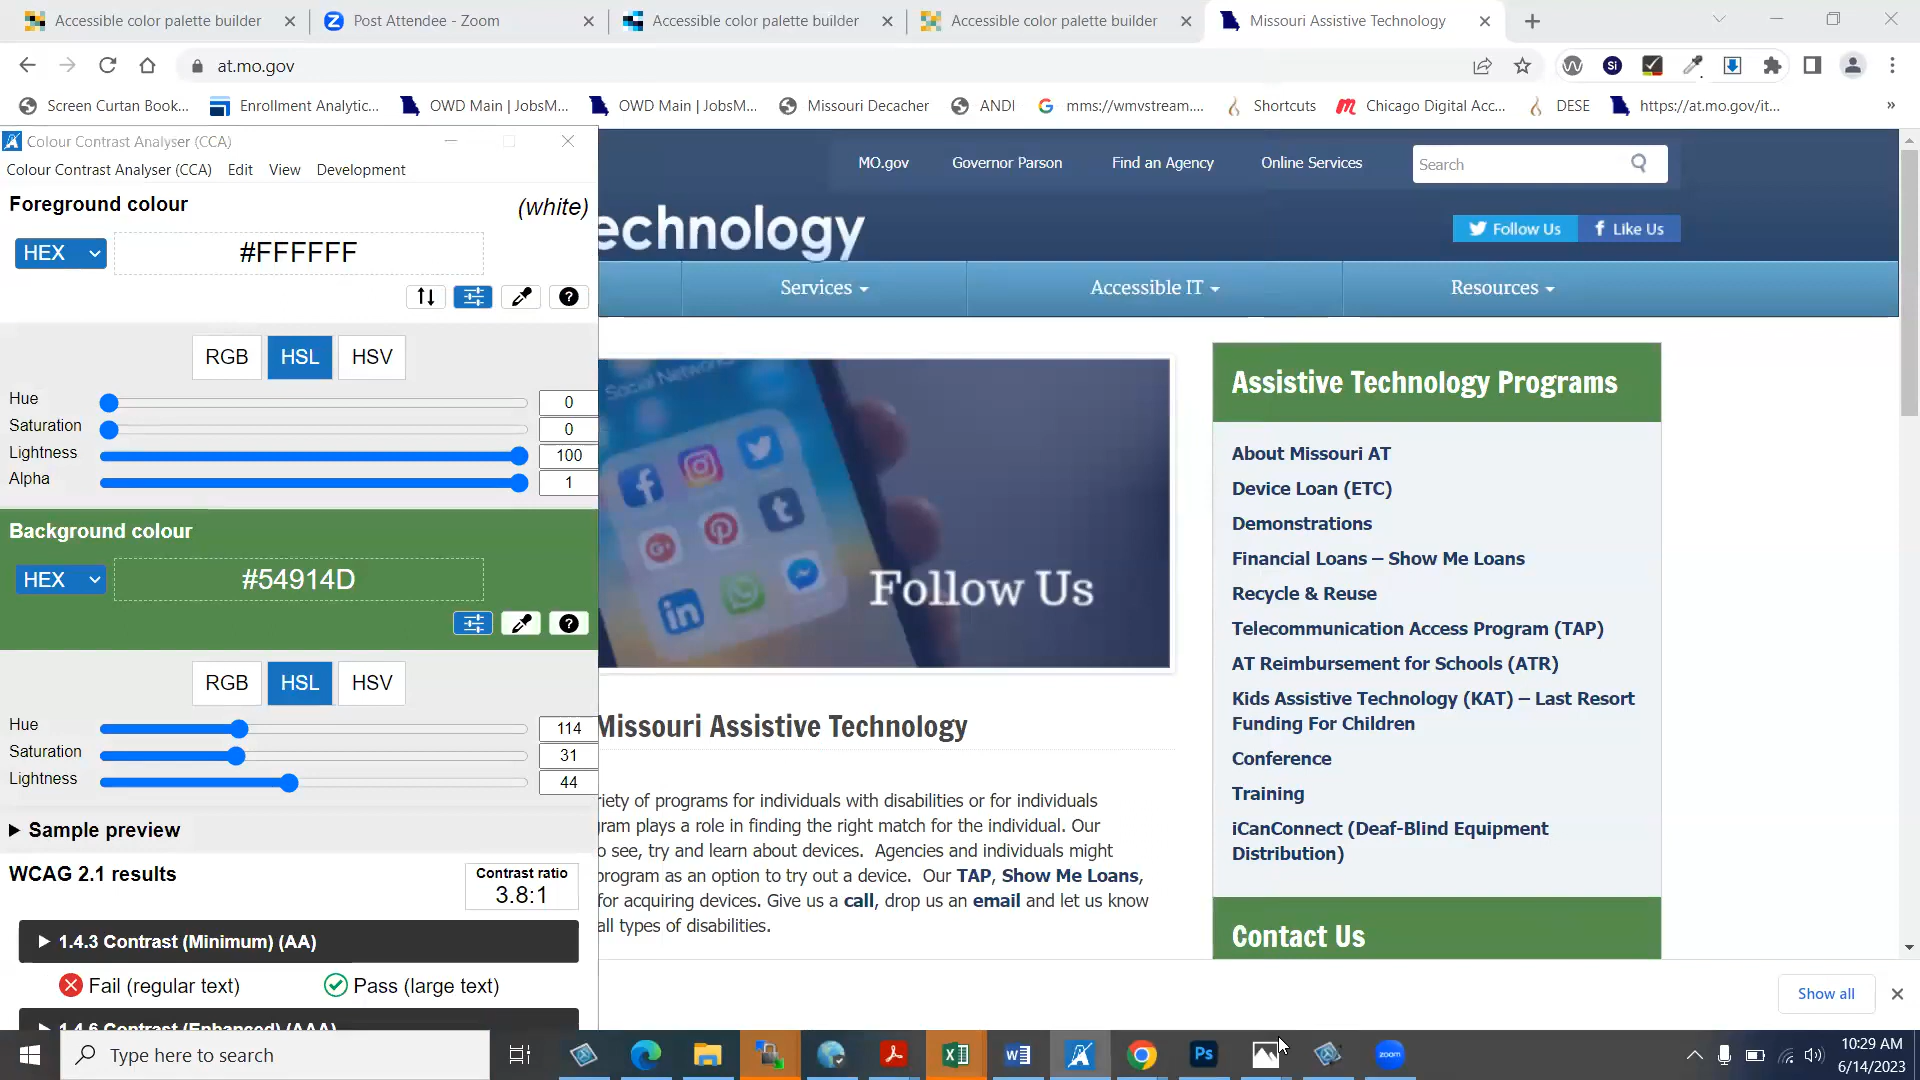 Accessible color palette builder
Post Attendee - Zoom
Accessible color palette builder
Accessible color palette builder
Missouri Assistive Technology
at.mo.gov
Screen Curtan Book...
Enrollment Analytic...
OWD Main | JobsM...
OWD Main | JobsM...
Missouri Decacher
ANDI
mms://wmvstream....
Shortcuts
Chicago Digital Acc...
DESE
https://at.mo.gov/it...
Colour Contrast Analyser (CCA)
Colour Contrast Analyser (CCA) Edit View Development
Foreground colour
(white)
HEX
#FFFFFF
RGB HSL HSV
Hue 0
Saturation 0
Lightness 100
Alpha 1
Background colour
HEX
#54914D
RGB HSL HSV
Hue 114
Saturation 31
Lightness 44
Sample preview
WCAG 2.1 results
Contrast ratio
3.8:1
1.4.3 Contrast (Minimum) (AA)
Fail (regular text) Pass (large text)
1.4.6 Contrast (Enhanced) (AAA)
MO.gov Governor Parson Find an Agency Online Services
Search
echnology
Follow Us
Like Us
Services Accessible IT Resources
Social Network
Follow Us
Missouri Assistive Technology
riety of programs for individuals with disabilities or for individuals
gram plays a role in finding the right match for the individual. Our
o see, try and learn about devices. Agencies and individuals might
program as an option to try out a device. Our TAP, Show Me Loans,
for acquiring devices. Give us a call, drop us an email and let us know
all types of disabilities.
Assistive Technology Programs
About Missouri AT
Device Loan (ETC)
Demonstrations
Financial Loans – Show Me Loans
Recycle & Reuse
Telecommunication Access Program (TAP)
AT Reimbursement for Schools (ATR)
Kids Assistive Technology (KAT) – Last Resort
Funding For Children
Conference
Training
iCanConnect (Deaf-Blind Equipment
Distribution)
Contact Us
Show all
Type here to search
Ps
zoom
10:29 AM
6/14/2023